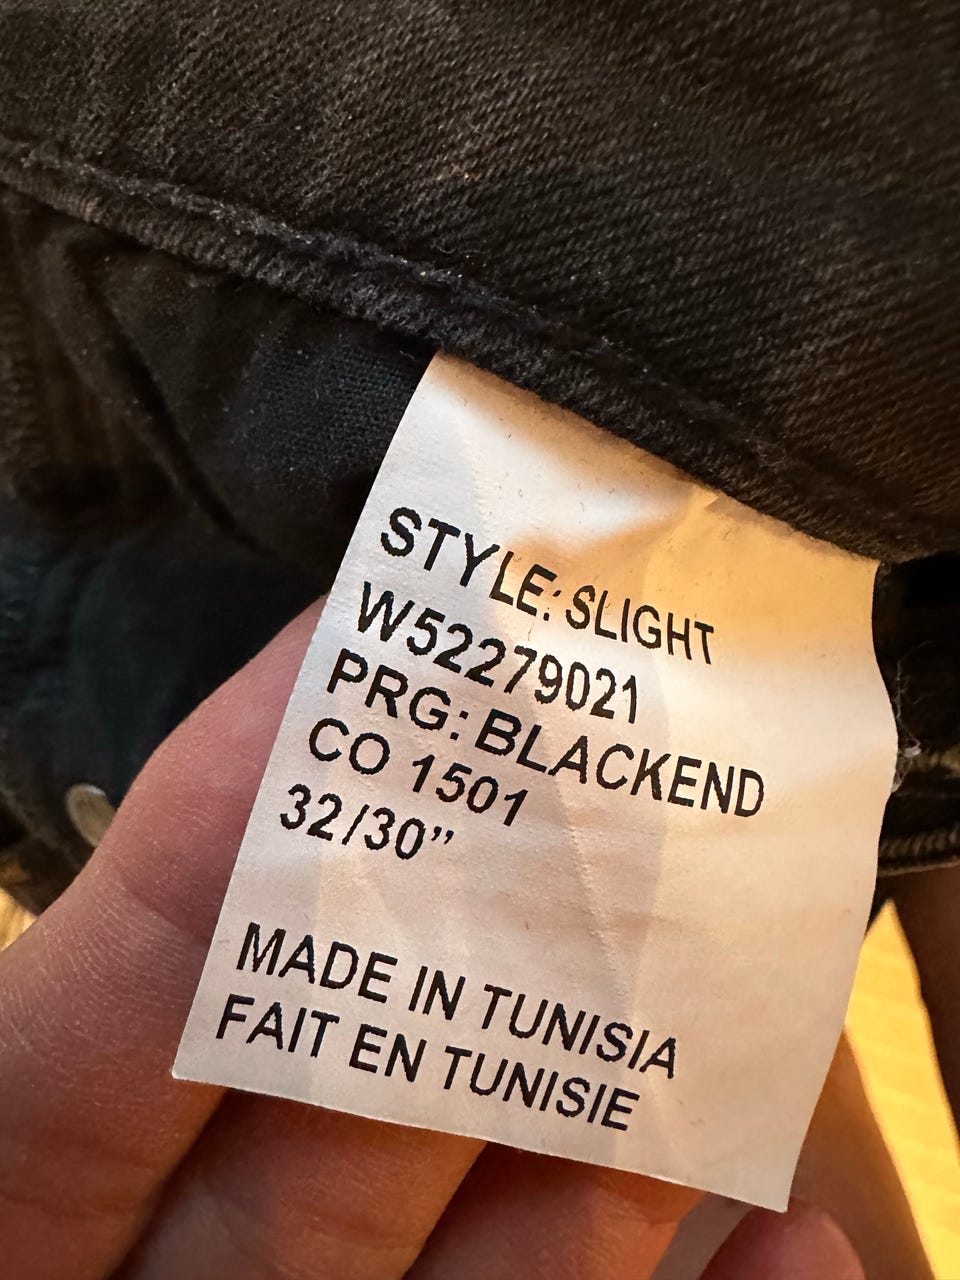 STYLE: SLIGHT
W52279021
PRG: BLACKEND
CO 1501
32/30”
MADE IN TUNISIA
FAIT EN TUNISIE